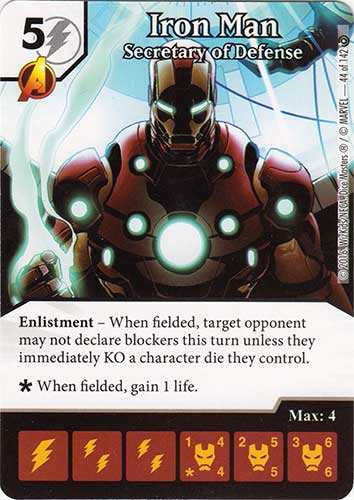 5
Iron Man
Secretary of Defense
Enlistment – When fielded, target opponent
may not declare blockers this turn unless they
immediately KO a character die they control.
* When fielded, gain 1 life.
Max: 4
1 4 * 4
2 5 5
3 6 6
© 2016 WizKids/NECA, Dice Masters ® / © MARVEL — 44 of 142